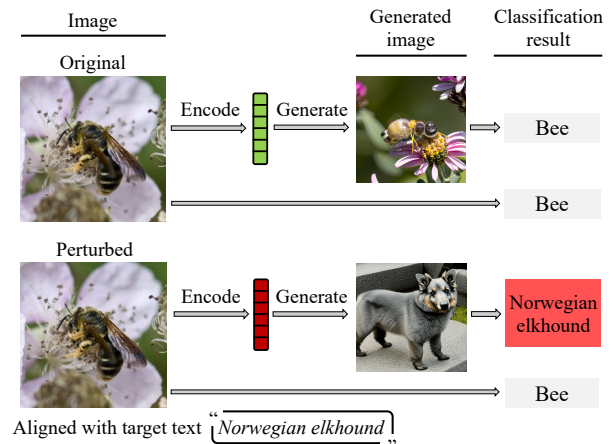 Image
Generated
image
Classification
result
Original
Encode
Generate
Bee
Bee
Perturbed
Encode
Generate
Norwegian
elkhound
Bee
Aligned with target text “Norwegian elkhound”